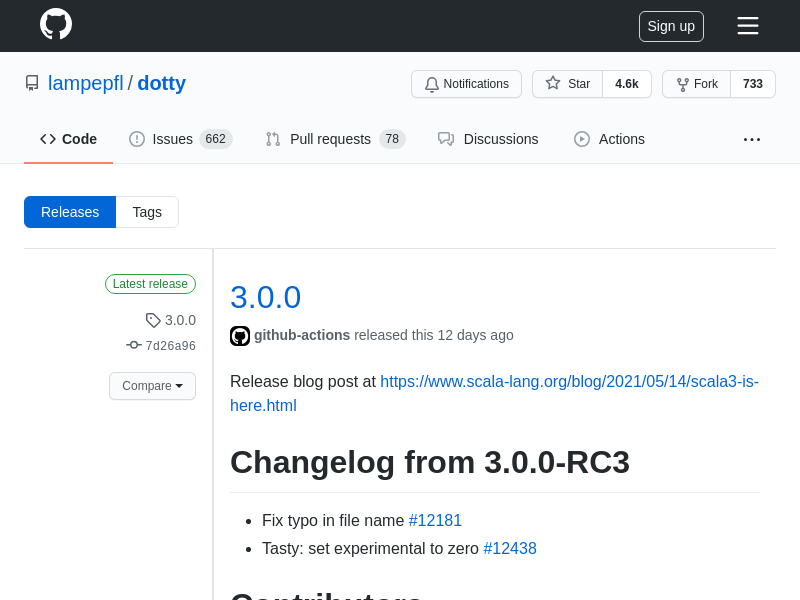 Sign up
lampepfl / dotty
Notifications
Star 4.6k
Fork 733
Code
Issues 662
Pull requests 78
Discussions
Actions
Releases
Tags
Latest release
3.0.0
7d26a96
Compare
3.0.0
github-actions released this 12 days ago
Release blog post at https://www.scala-lang.org/blog/2021/05/14/scala3-is-
here.html
Changelog from 3.0.0-RC3
Fix typo in file name #12181
Tasty: set experimental to zero #12438
Contributors